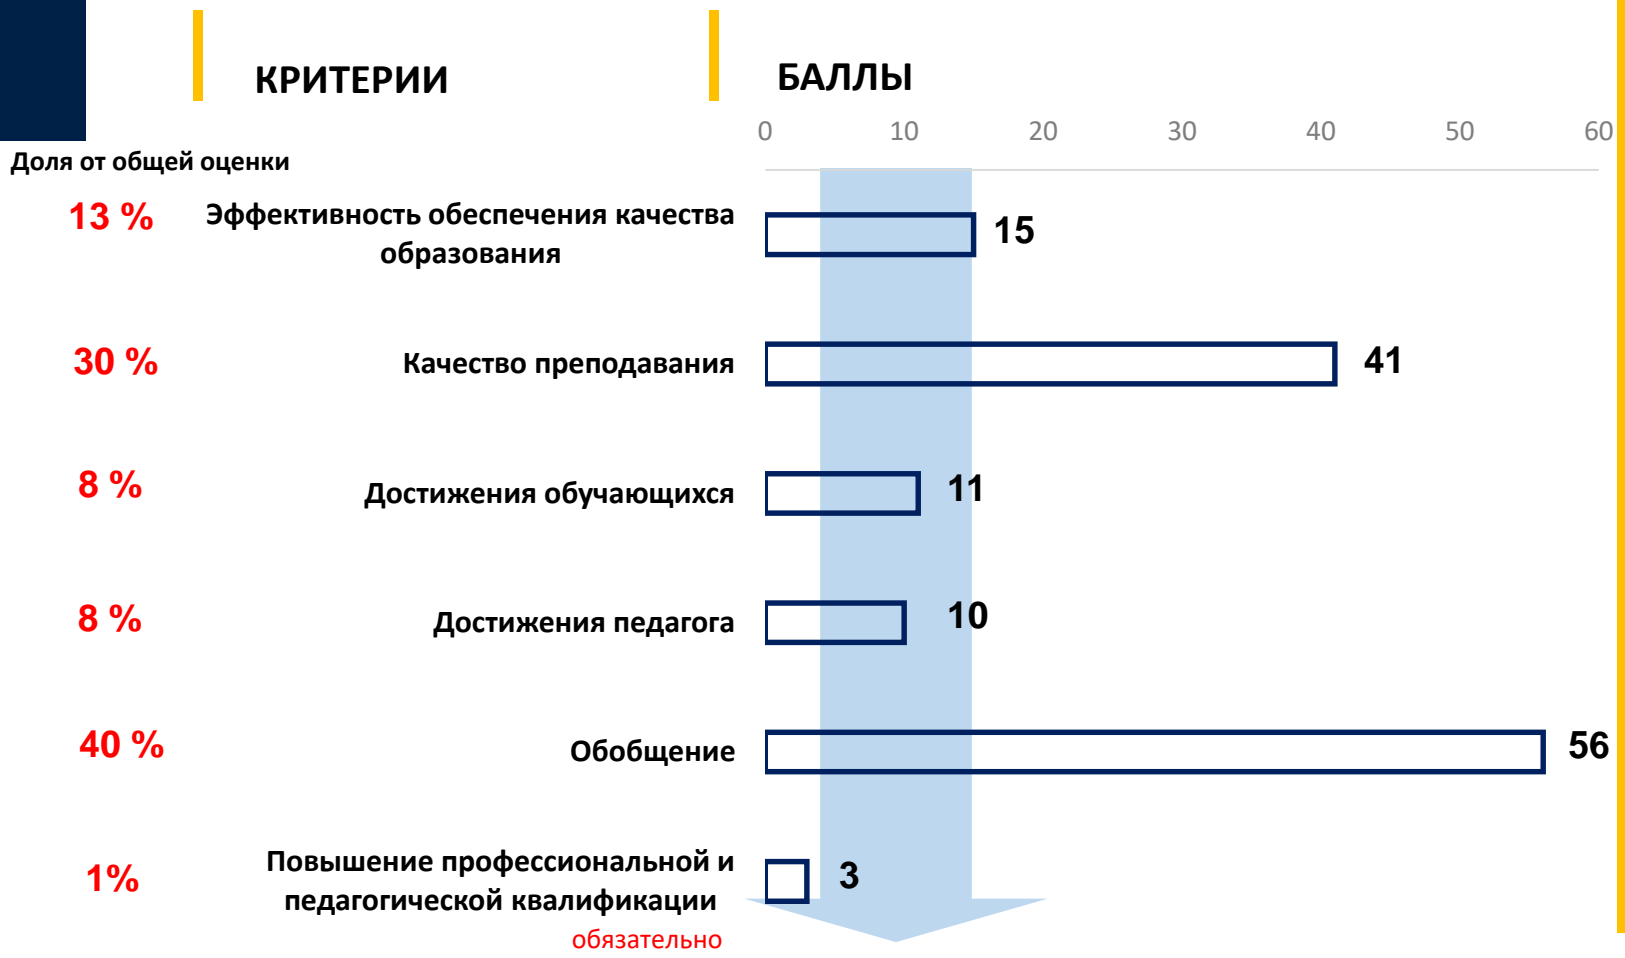 КРИТЕРИИ
БАЛЛЫ
0 10 20 30 40 50 60
Доля от общей оценки
13 %
Эффективность обеспечения качества
образования
15
30 %
Качество преподавания
41
8 %
Достижения обучающихся
11
8 %
Достижения педагога
10
40 %
Обобщение
56
1%
Повышение профессиональной и
педагогической квалификации
3
обязательно